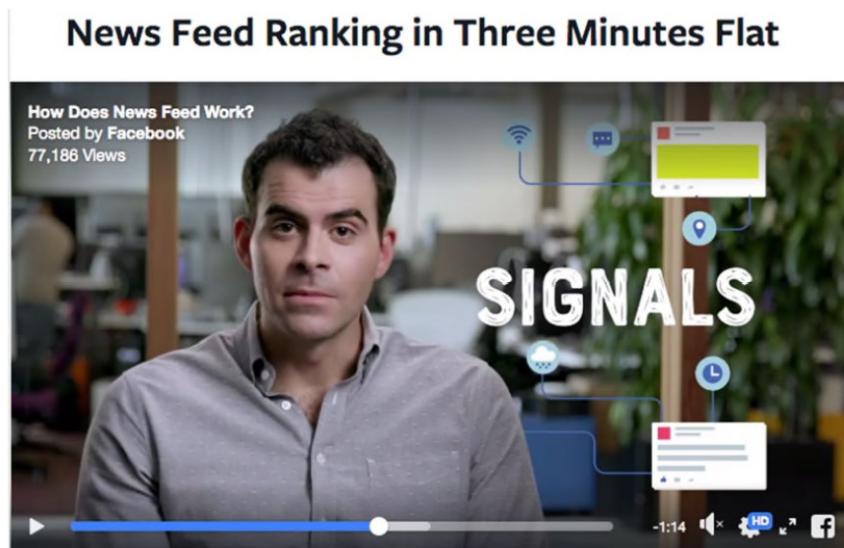 News Feed Ranking in Three Minutes Flat
How Does News Feed Work?
Posted by Facebook
77,186 Views
SIGNALS
-1:14
HD